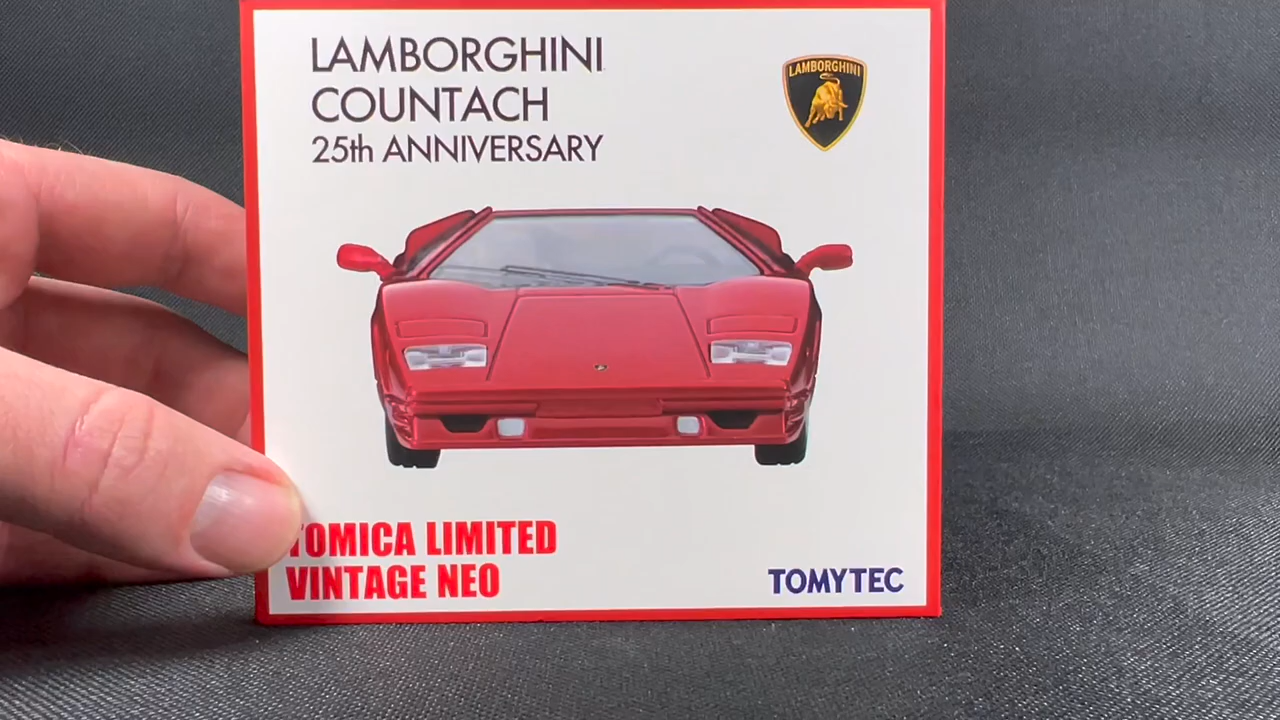 LAMBORGHINI
COUNTACH
25th ANNIVERSARY
LAMBORGHINI
TOMICA LIMITED
VINTAGE NEO
TOMYTEC